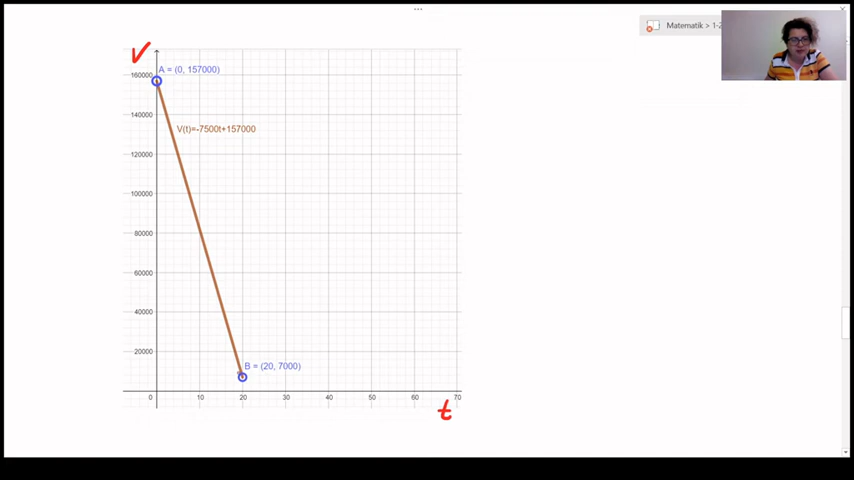 ...
Matematik > 1-2
V
A = (0, 157000)
160000
V(t)=-7500t+157000
140000
120000
100000
80000
60000
40000
20000
B = (20, 7000)
0 10 20 30 40 50 60 70
t